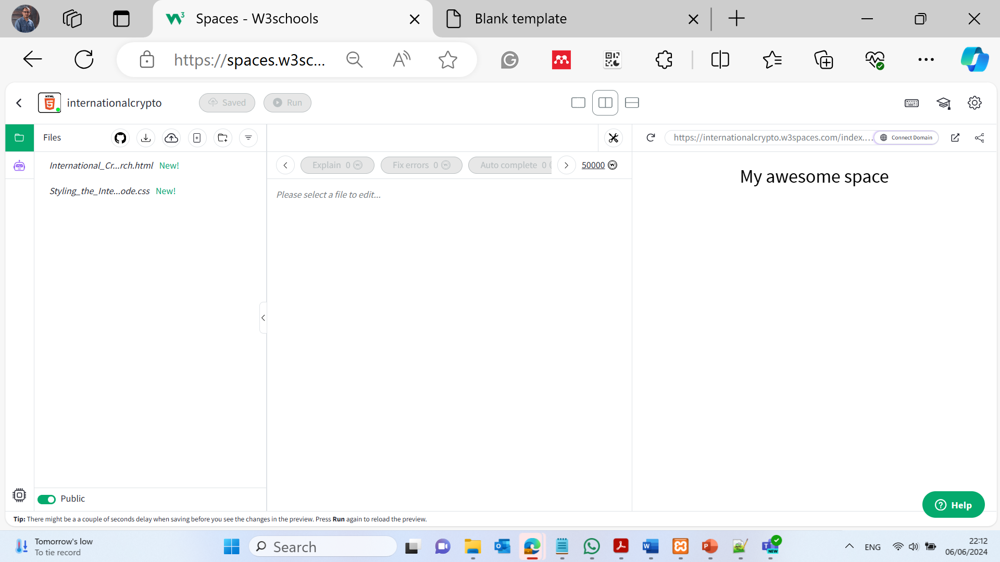 Spaces - W3schools
Blank template
https://spaces.w3sc...
internationalcrypto
Saved
Run
Files
https://internationalcrypto.w3spaces.com/index....
Connect Domain
International_Cr...rch.html New!
Explain 0
Fix errors 0
Auto complete 0
50000
My awesome space
Styling_the_Inte...ode.css New!
Please select a file to edit...
Public
Help
Tip: There might be a a couple of seconds delay when saving before you see the changes in the preview. Press Run again to reload the preview.
Tomorrow's low
To tie record
Search
ENG
22:12
06/06/2024